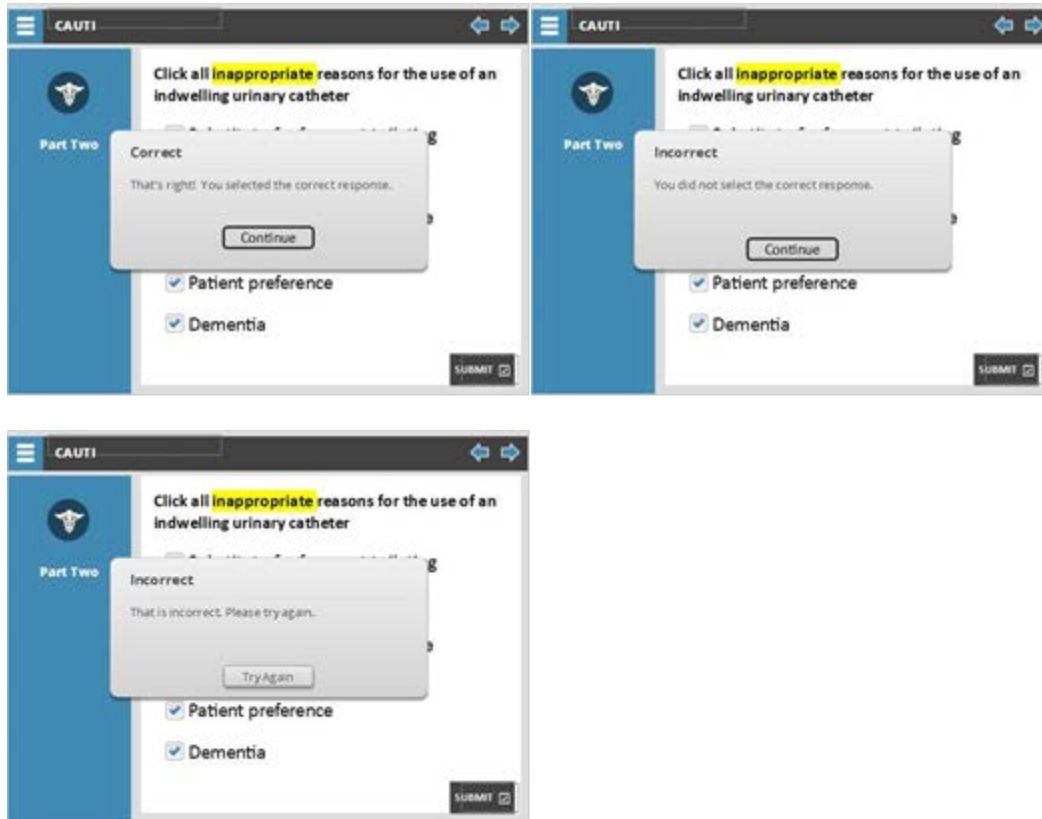 CAUTI
Part Two
Click all inappropriate reasons for the use of an
indwelling urinary catheter
Correct
That's right! You selected the correct response.
Continue
Patient preference
Dementia
SUBMIT
CAUTI
Part Two
Click all inappropriate reasons for the use of an
indwelling urinary catheter
Incorrect
You did not select the correct response.
Continue
Patient preference
Dementia
SUBMIT
CAUTI
Part Two
Click all inappropriate reasons for the use of an
indwelling urinary catheter
Incorrect
That is incorrect. Please try again.
Try Again
Patient preference
Dementia
SUBMIT